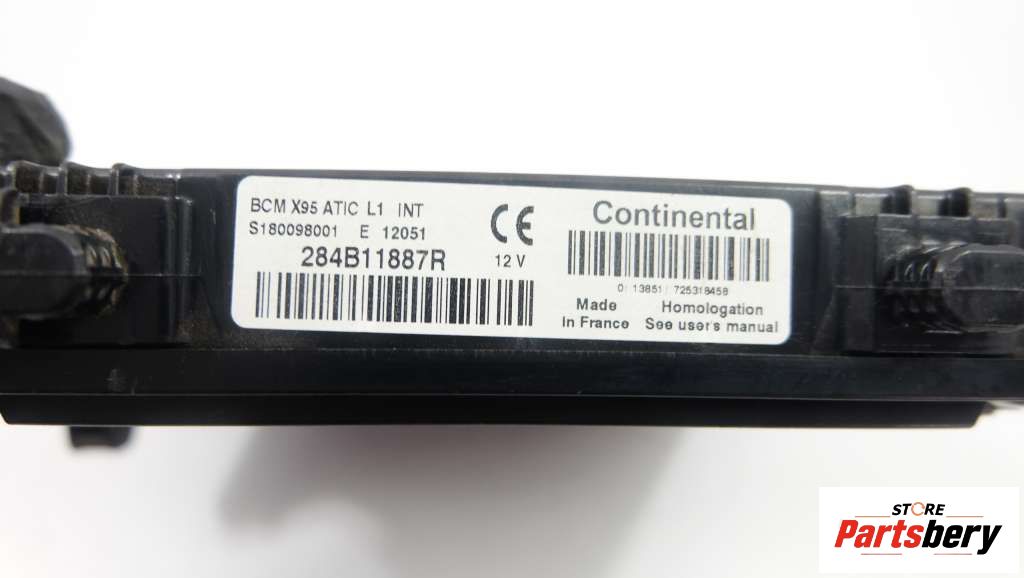 BCM X95 ATIC L1 INT
S180098001 E 12051
284B11887R
12 V
Continental
0 13851 725318458
Made
in France
Homologation
See user's manual
STORE
Partsbery